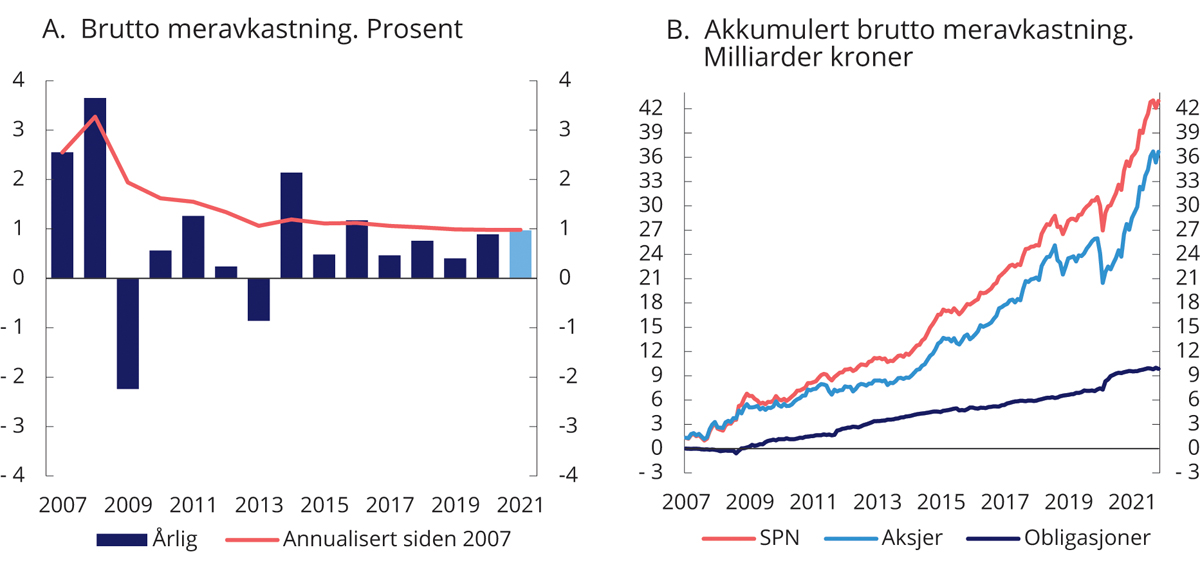 A. Brutto meravkastning. Prosent
4 4
3 3
2 2
1 1
0 0
- 1 -1
- 2 -2
- 3 -3
- 4 -4
2007 2009 2011 2013 2015 2017 2019 2021
Årlig Annualisert siden 2007
B. Akkumulert brutto meravkastning.
Milliarder kroner
42 42
39 39
36 36
33 33
30 30
27 27
24 24
21 21
18 18
15 15
12 12
9 9
6 6
3 3
0 0
- 3 - 3
2007 2009 2011 2013 2015 2017 2019 2021
SPN Aksjer Obligasjoner